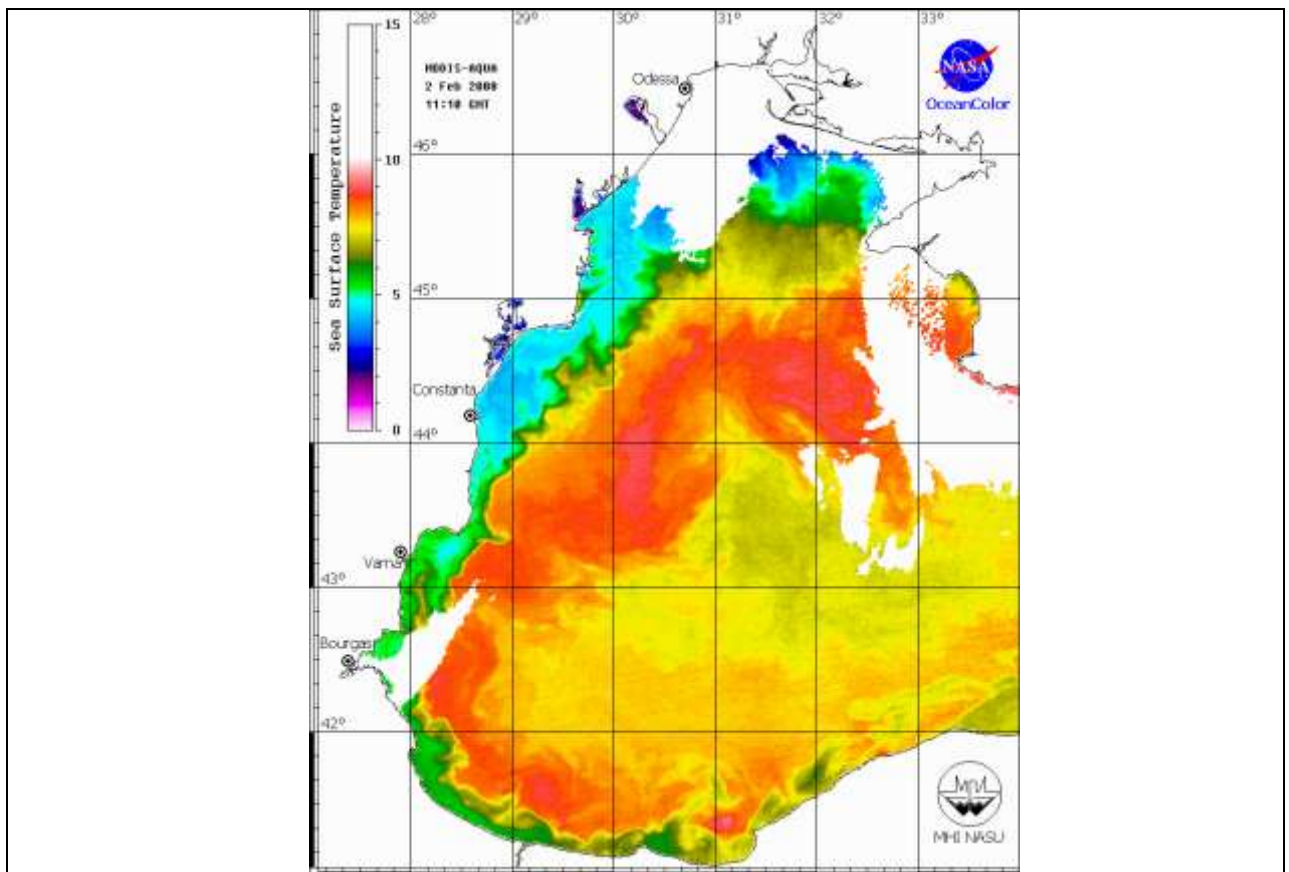 28° 29° 30° 31° 32° 33°
15
10
5
0
Sea Surface Temperature
MODIS-AQUA
2 Feb 2008
11:10 GMT
Odessa
NASA
OceanColor
46°
45°
Constanta
44°
Varna
43°
Bourgas
42°
MHI NASU